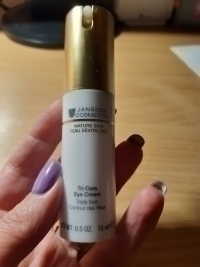 JANSSEN
COSMETICS
MATURE SKIN
PEAU DÉVITALISÉE
Tri-Care
Eye Cream
Triple Soin
Contour des Yeux
WT. 0.5 OZ. 15 ml